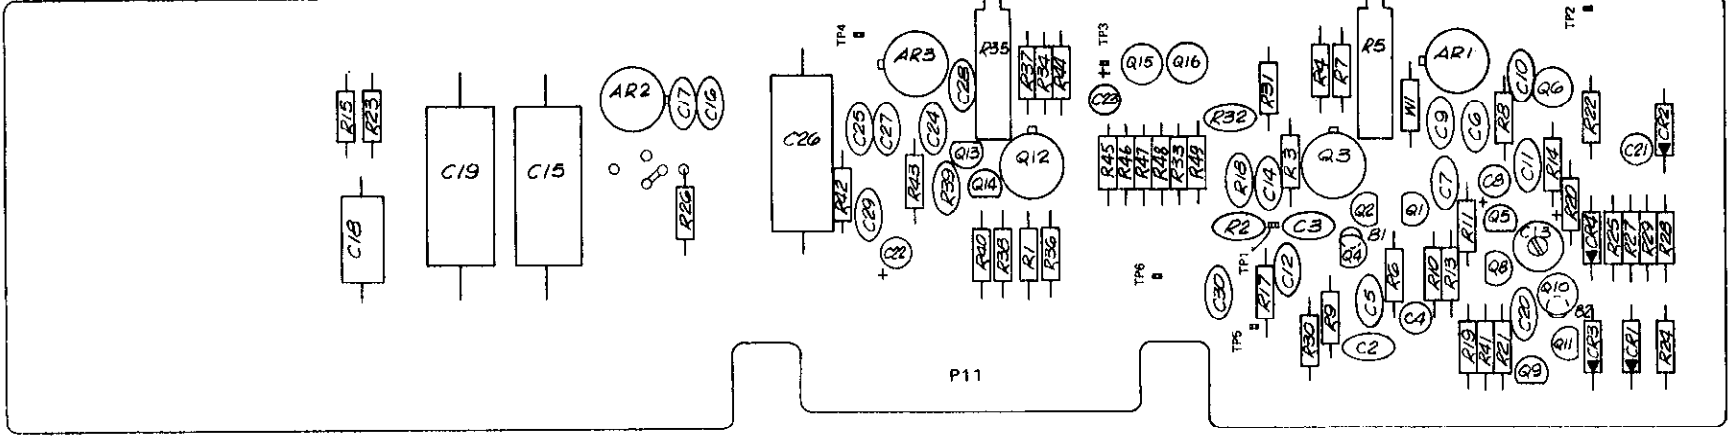 R15
R23
C18
C19
C15
AR2
C17
C16
R26
C26
R42
TP4
AR3
C25
C27
C24
C28
R43
R39
C29
C22
+
Q13
Q14
R35
R37
R34
R44
Q12
R40
R38
R1
R36
P11
TP3
+
C23
Q15
Q16
R45
R46
R47
R48
R33
R49
TP6
R32
R31
R18
C14
R3
R2
C3
TP1
C30
R17
C12
TP5
R4
R7
R5
Q3
Q2
Q1
B1
Q4
R30
R9
C5
C2
R6
C4
R10
R13
W1
AR1
C9
C6
R8
C10
Q6
C7
C8
+
C11
R14
R11
Q5
+
C13
R20
Q8
Q10
B2
C20
Q11
R19
R41
R21
Q9
TP2
R22
C21
CR2
CR4
R25
R27
R29
R28
CR3
CR1
R24